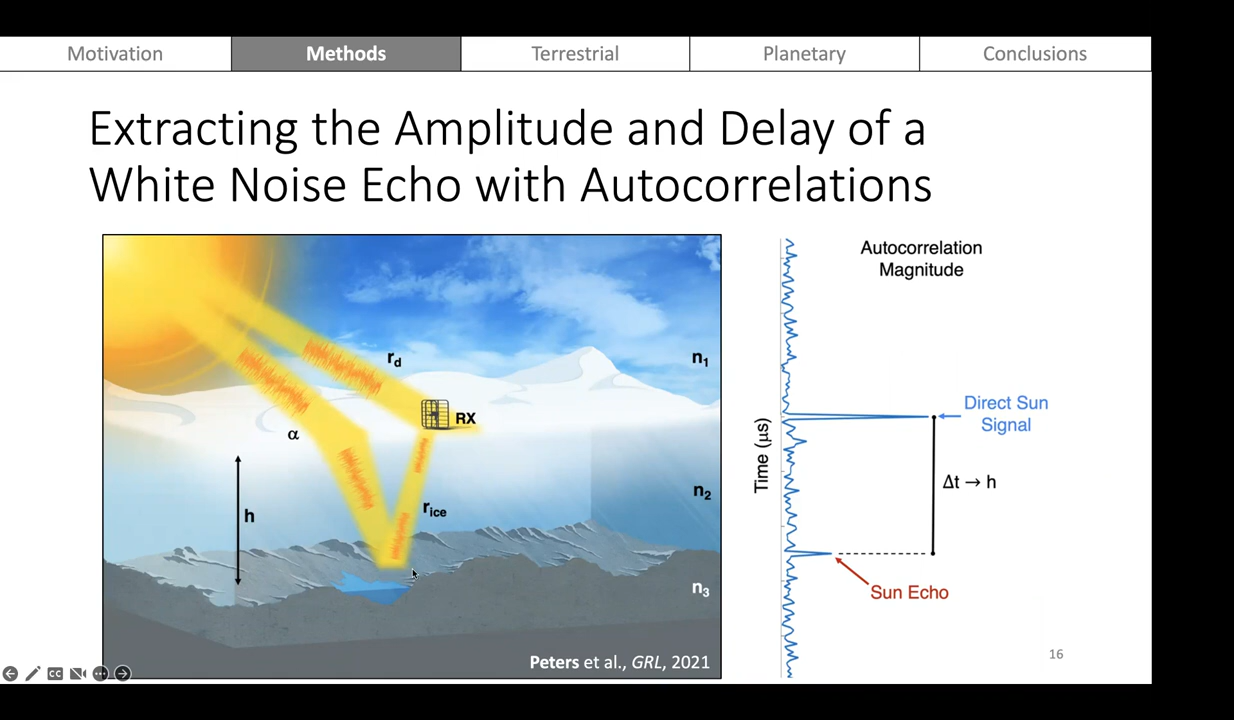 Motivation
Methods
Terrestrial
Planetary
Conclusions
Extracting the Amplitude and Delay of a
White Noise Echo with Autocorrelations
r_d
n₁
RX
α
h
n₂
r_ice
n₃
Peters et al., GRL, 2021
Autocorrelation
Magnitude
Time (μs)
Direct Sun
Signal
Δt → h
Sun Echo
16
CC